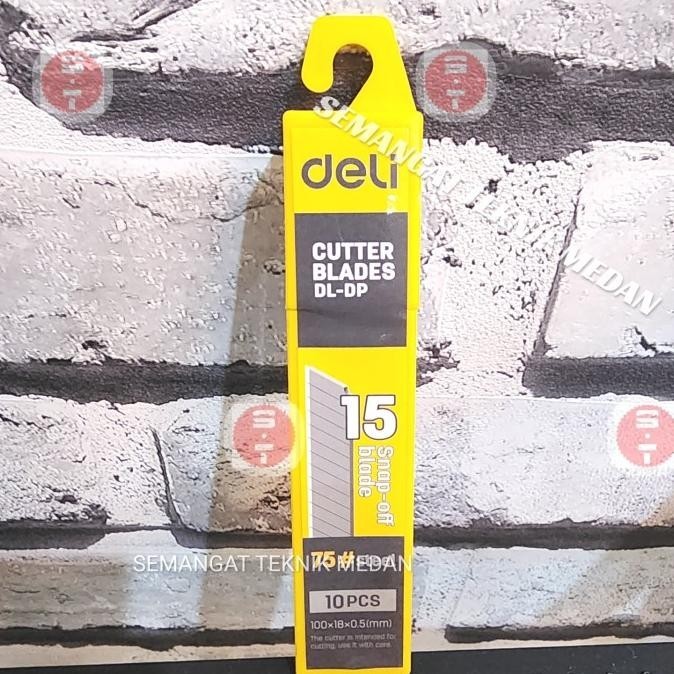 deli
CUTTER
BLADES
DL-DP
15
Snap-off
blade
75# steel
10PCS
100×18×0.5(mm)
The cutter is intended for
cutting, use it with care.
SEMANGAT TEKNIK MEDAN
SEMANGAT TEKNIK MEDAN
S-T
S-T
S-T
S-T